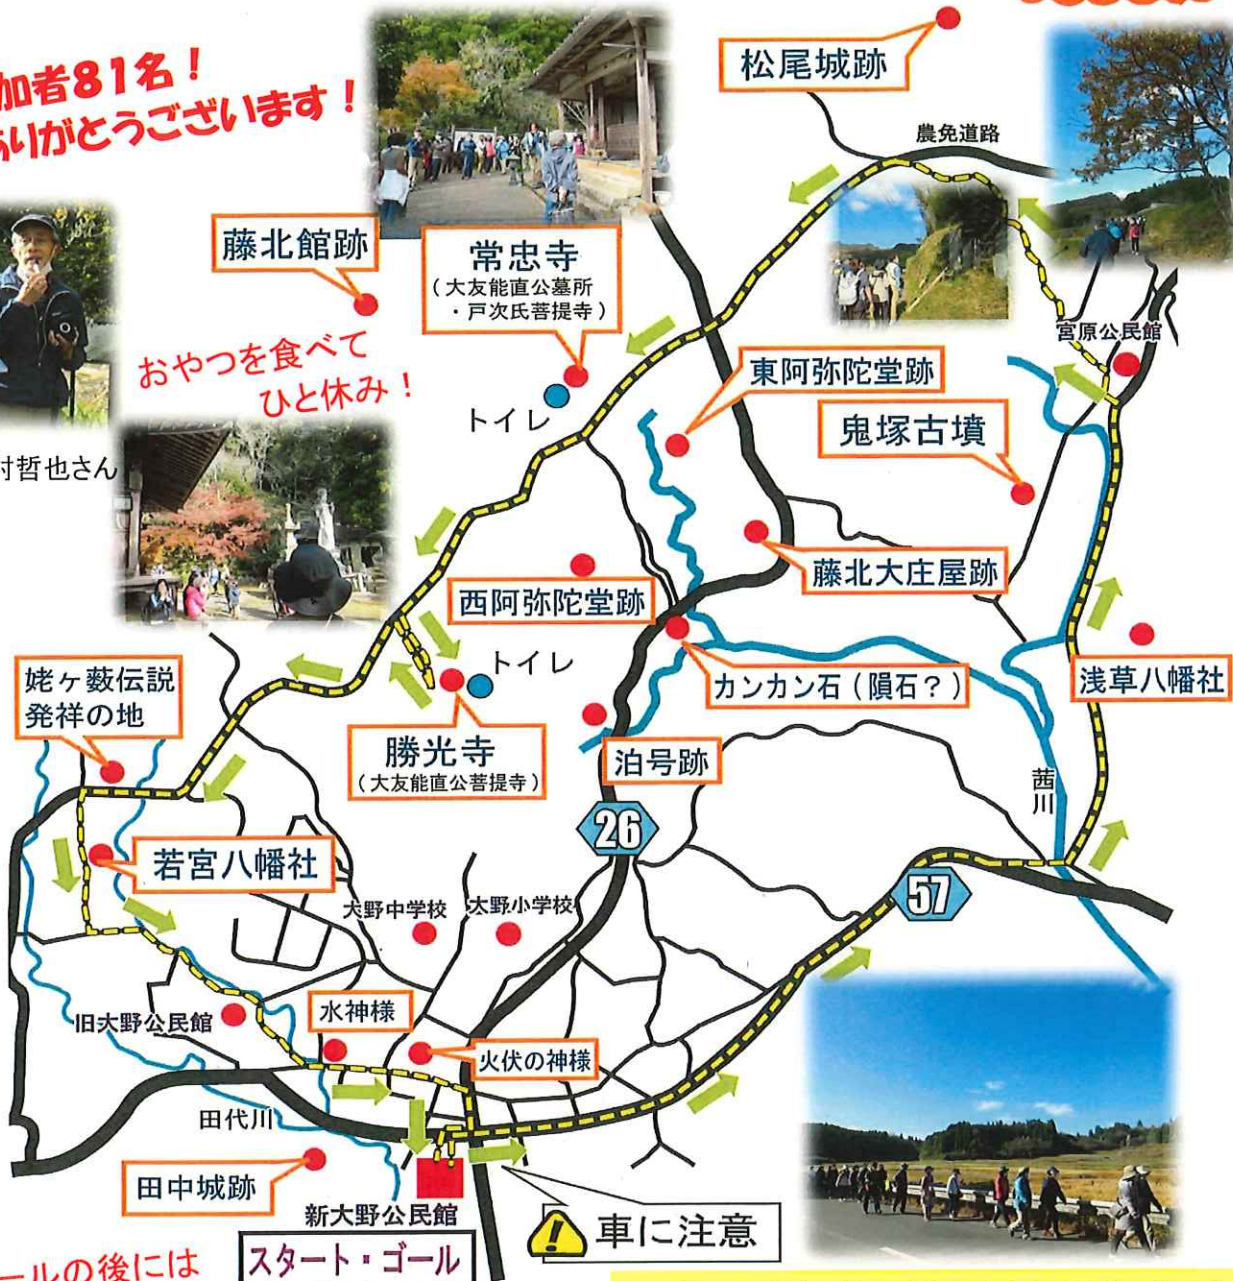 加者81名！
ありがとうございます！
松尾城跡
農免道路
藤北館跡
常忠寺
（大友能直公墓所
・戸次氏菩提寺）
宮原公民館
おやつを食べて
ひと休み！
トイレ
東阿弥陀堂跡
鬼塚古墳
哲也さん
藤北大庄屋跡
西阿弥陀堂跡
トイレ
カンカン石（隕石？）
浅草八幡社
姥ヶ藪伝説
発祥の地
勝光寺
（大友能直公菩提寺）
泊号跡
茜川
26
若宮八幡社
57
大野中学校
大野小学校
旧大野公民館
水神様
火伏の神様
田代川
田中城跡
新大野公民館
車に注意
スタート・ゴール
ールの後には